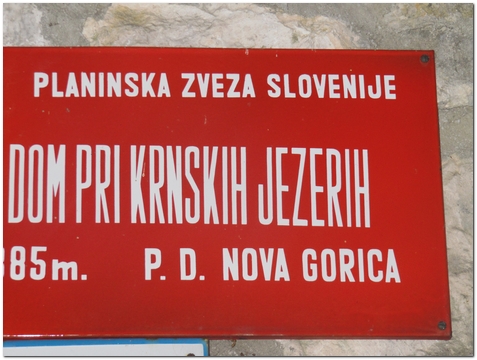 PLANINSKA ZVEZA SLOVENIJE
DOM PRI KRNSKIH JEZERIH
385m. P. D. NOVA GORICA